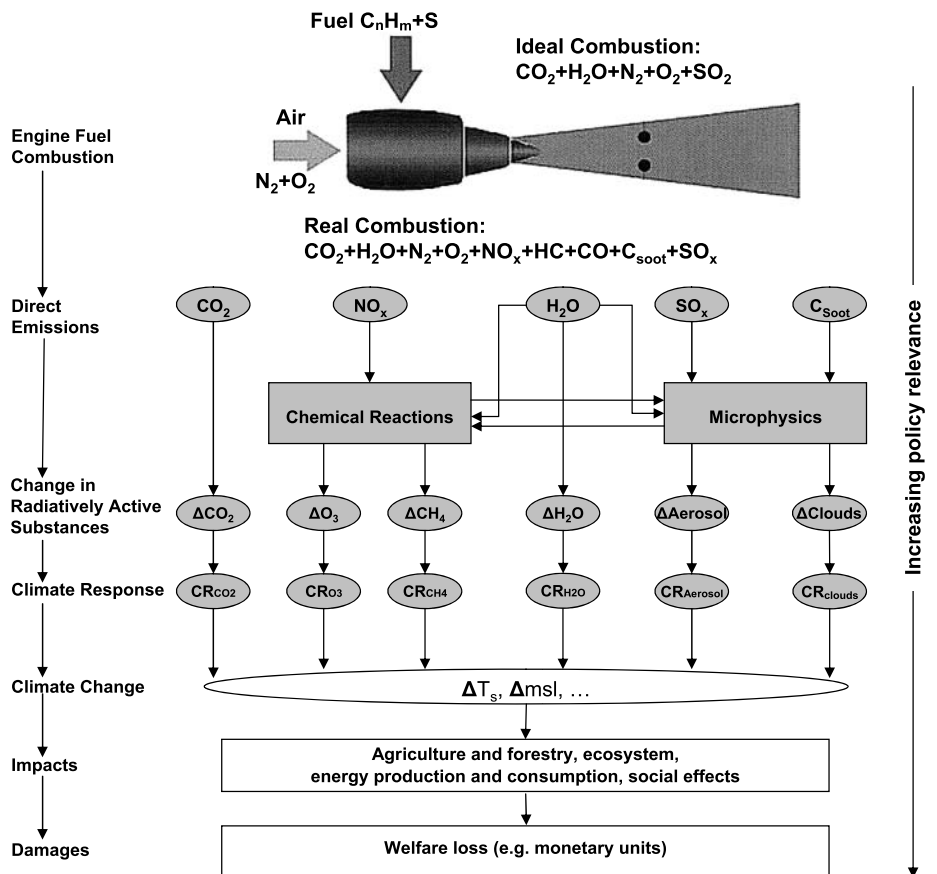 Fuel CnHm+S
Ideal Combustion:
CO2+H2O+N2+O2+SO2
Air
N2+O2
Engine Fuel
Combustion
Real Combustion:
CO2+H2O+N2+O2+NOx+HC+CO+Csoot+SOx
Direct
Emissions
CO2
NOx
H2O
SOx
CSoot
Chemical Reactions
Microphysics
Change in
Radiatively Active
Substances
ΔCO2
ΔO3
ΔCH4
ΔH2O
ΔAerosol
ΔClouds
Climate Response
CRCO2
CRO3
CRCH4
CRH2O
CRAerosol
CRclouds
Climate Change
ΔTs, Δmsl, …
Impacts
Agriculture and forestry, ecosystem,
energy production and consumption, social effects
Damages
Welfare loss (e.g. monetary units)
Increasing policy relevance